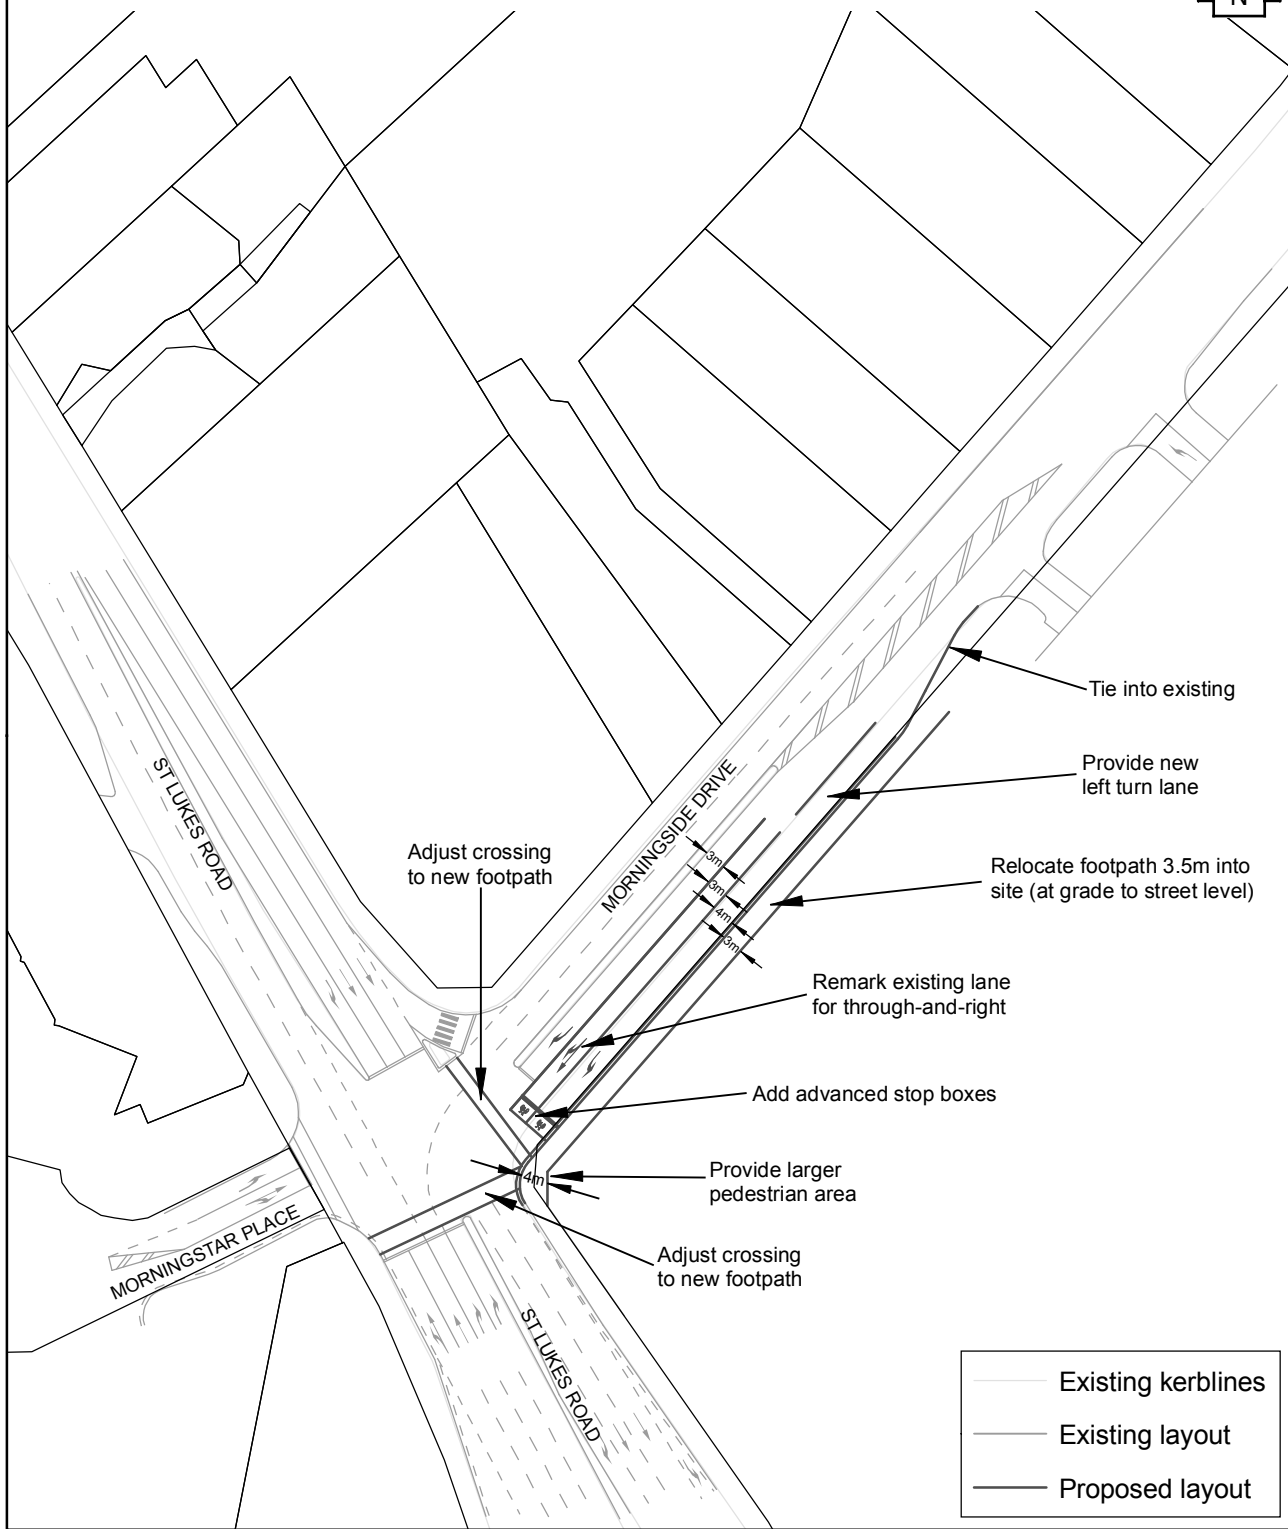 N
Tie into existing
Provide new
left turn lane
ST LUKES ROAD
MORNINGSIDE DRIVE
Adjust crossing
to new footpath
3m
3m
4m
3m
Relocate footpath 3.5m into
site (at grade to street level)
Remark existing lane
for through-and-right
Add advanced stop boxes
4m
Provide larger
pedestrian area
MORNINGSTAR PLACE
Adjust crossing
to new footpath
ST LUKES ROAD
Existing kerblines
Existing layout
Proposed layout